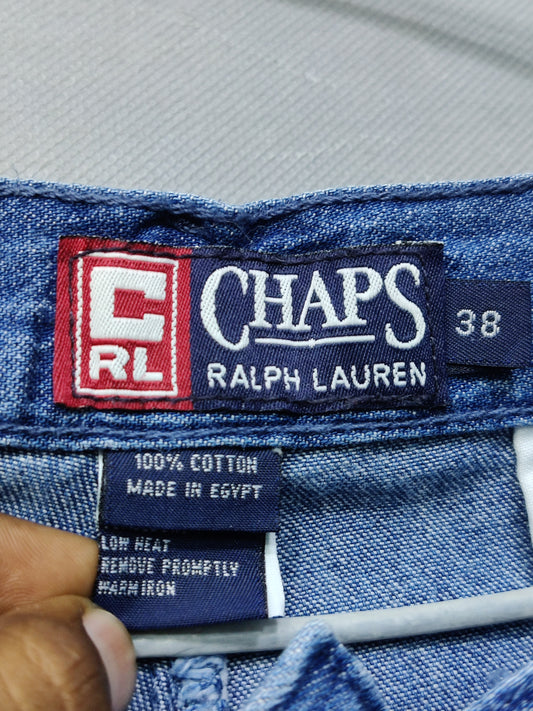 C
RL
CHAPS
RALPH LAUREN
38
100% COTTON
MADE IN EGYPT
LOW HEAT
REMOVE PROMPTLY
WARM IRON